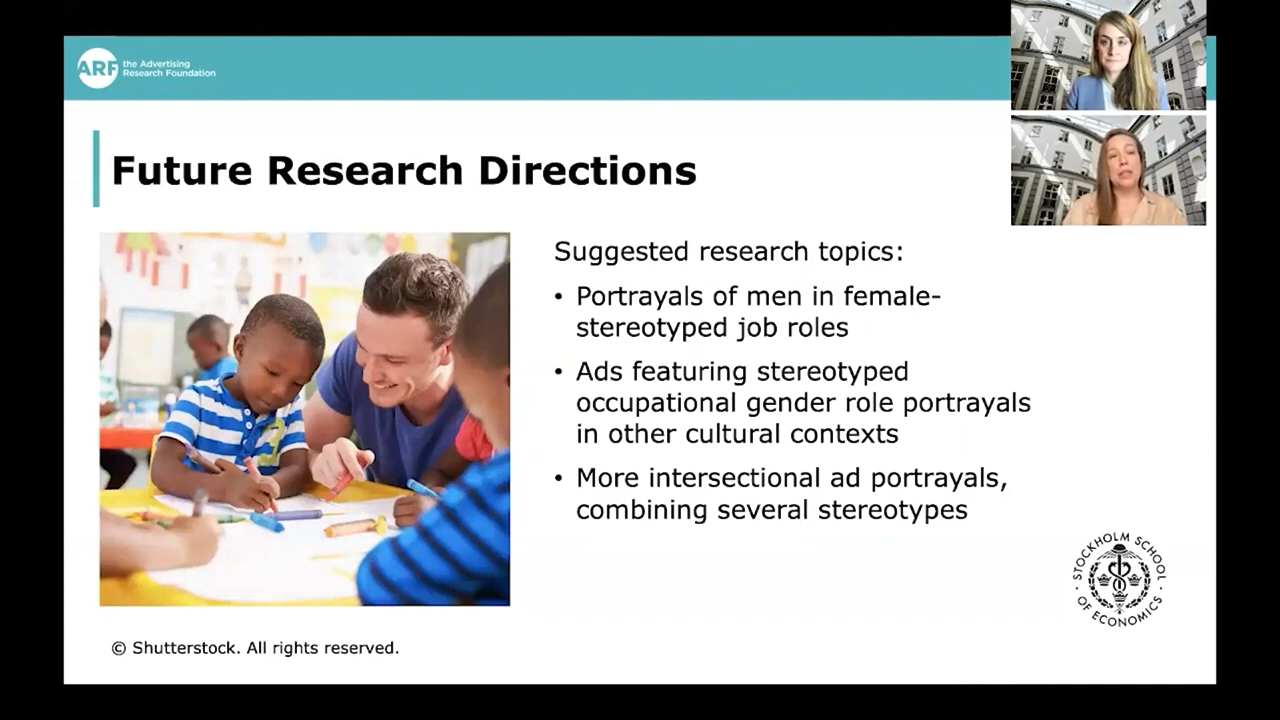 ARF
the Advertising
Research Foundation
Future Research Directions
Suggested research topics:
• Portrayals of men in female-
stereotyped job roles
• Ads featuring stereotyped
occupational gender role portrayals
in other cultural contexts
• More intersectional ad portrayals,
combining several stereotypes
STOCKHOLM SCHOOL
OF ECONOMICS
© Shutterstock. All rights reserved.